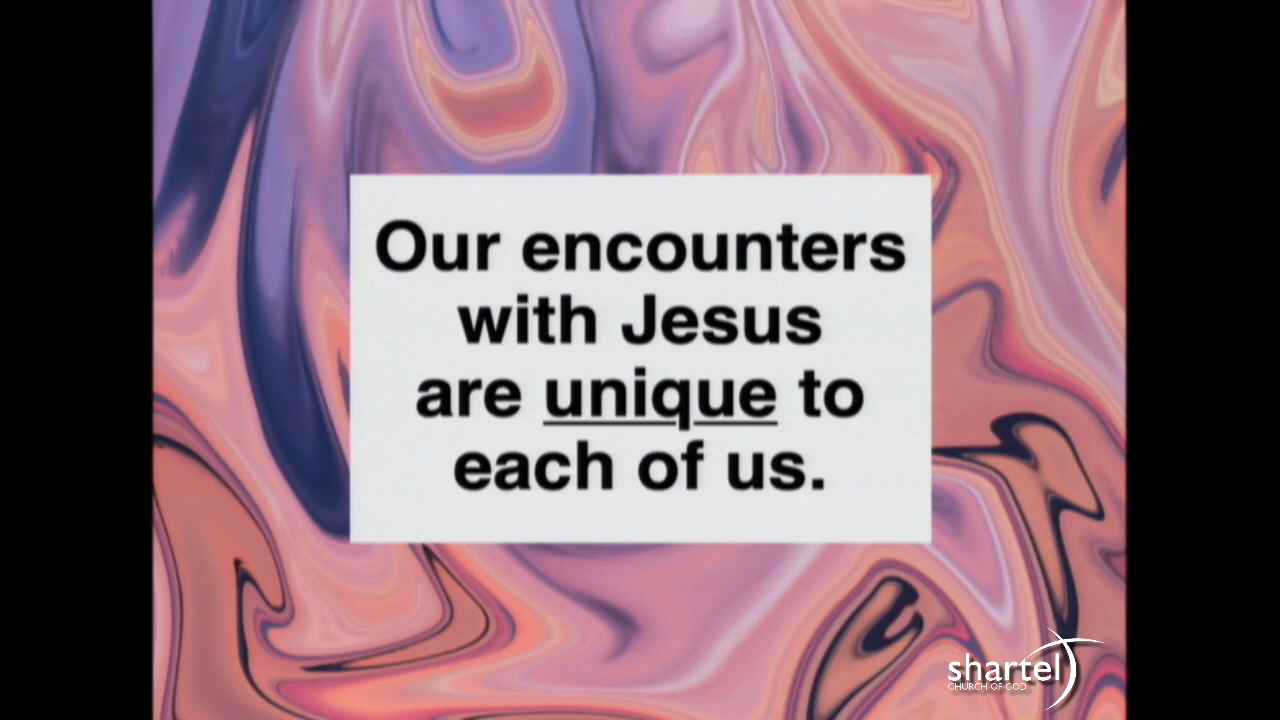 Our encounters
with Jesus
are unique to
each of us.
shartel
CHURCH OF GOD